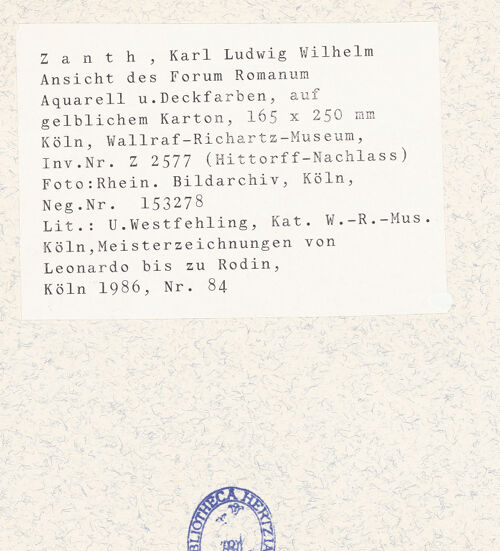 Z a n t h , Karl Ludwig Wilhelm
Ansicht des Forum Romanum
Aquarell u.Deckfarben, auf
gelblichem Karton, 165 x 250 mm
Köln, Wallraf-Richartz-Museum,
Inv.Nr. Z 2577 (Hittorff-Nachlass)
Foto:Rhein. Bildarchiv, Köln,
Neg.Nr.  153278
Lit.: U.Westfehling, Kat. W.-R.-Mus.
Köln,Meisterzeichnungen von
Leonardo bis zu Rodin,
Köln 1986, Nr. 84
BLIOTHECA HERTZIA